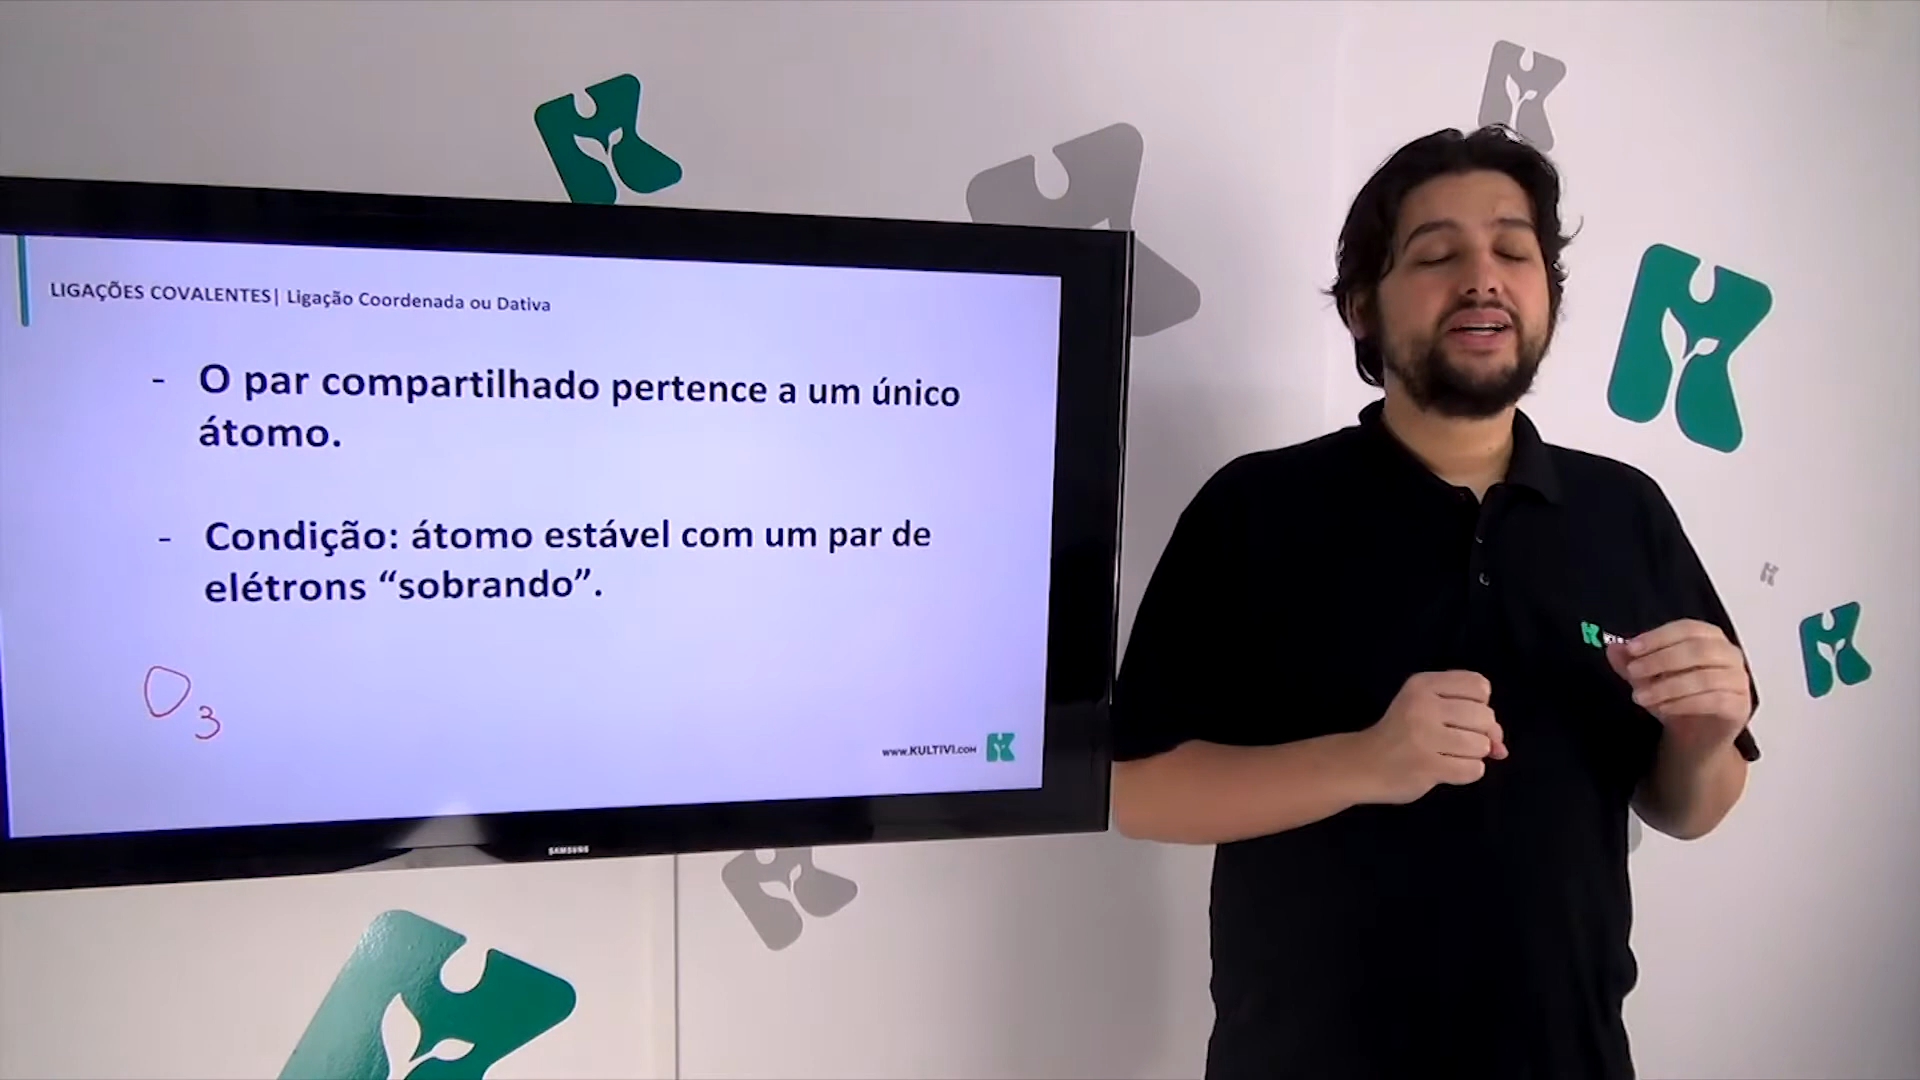 LIGAÇÕES COVALENTES| Ligação Coordenada ou Dativa
- O par compartilhado pertence a um único
átomo.
- Condição: átomo estável com um par de
elétrons “sobrando”.
O3
www.KULTIVI.COM
SAMSUNG